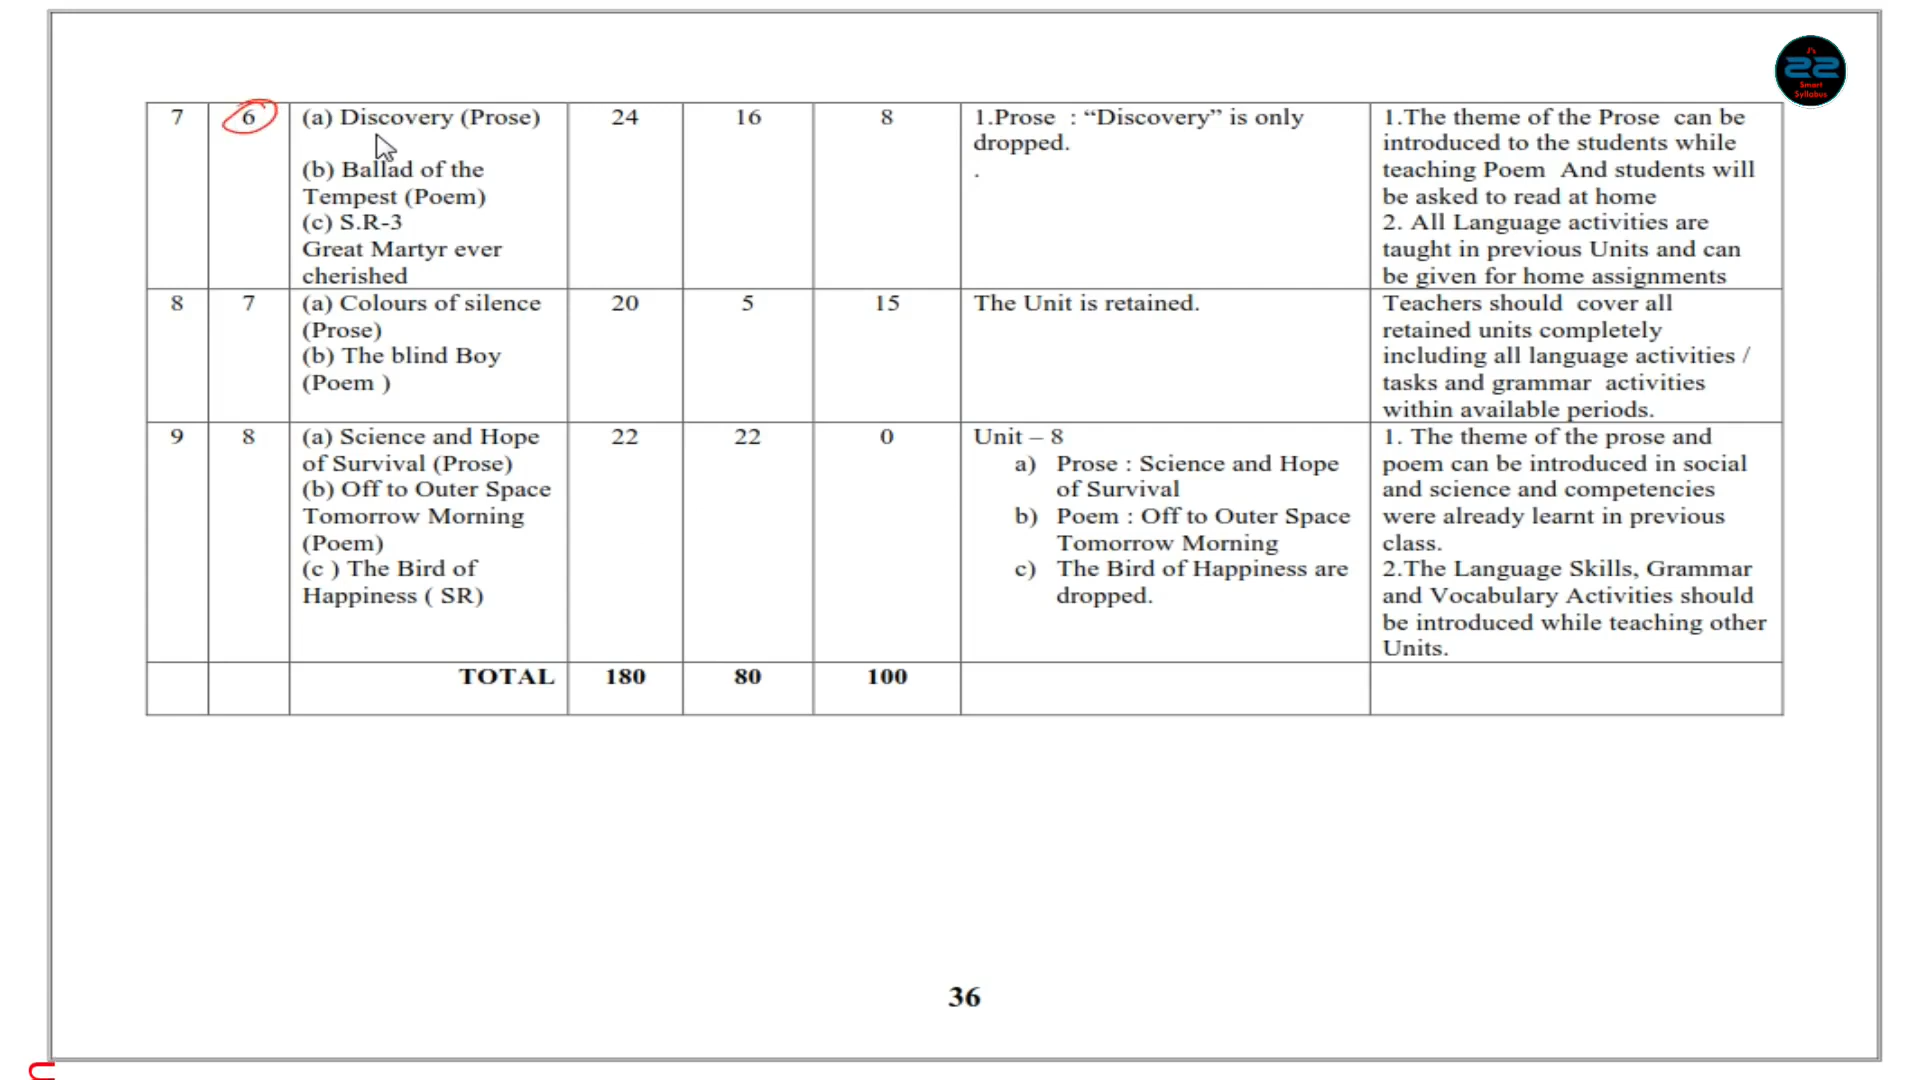 J's
22
Smart
Syllabus
7
6
(a) Discovery (Prose)
(b) Ballad of the
Tempest (Poem)
(c) S.R-3
Great Martyr ever
cherished
24
16
8
1.Prose : “Discovery” is only
dropped.
.
1.The theme of the Prose can be
introduced to the students while
teaching Poem And students will
be asked to read at home
2. All Language activities are
taught in previous Units and can
be given for home assignments
8
7
(a) Colours of silence
(Prose)
(b) The blind Boy
(Poem )
20
5
15
The Unit is retained.
Teachers should cover all
retained units completely
including all language activities /
tasks and grammar activities
within available periods.
9
8
(a) Science and Hope
of Survival (Prose)
(b) Off to Outer Space
Tomorrow Morning
(Poem)
(c ) The Bird of
Happiness ( SR)
22
22
0
Unit – 8
a) Prose : Science and Hope
of Survival
b) Poem : Off to Outer Space
Tomorrow Morning
c) The Bird of Happiness are
dropped.
1. The theme of the prose and
poem can be introduced in social
and science and competencies
were already learnt in previous
class.
2.The Language Skills, Grammar
and Vocabulary Activities should
be introduced while teaching other
Units.
TOTAL
180
80
100
36